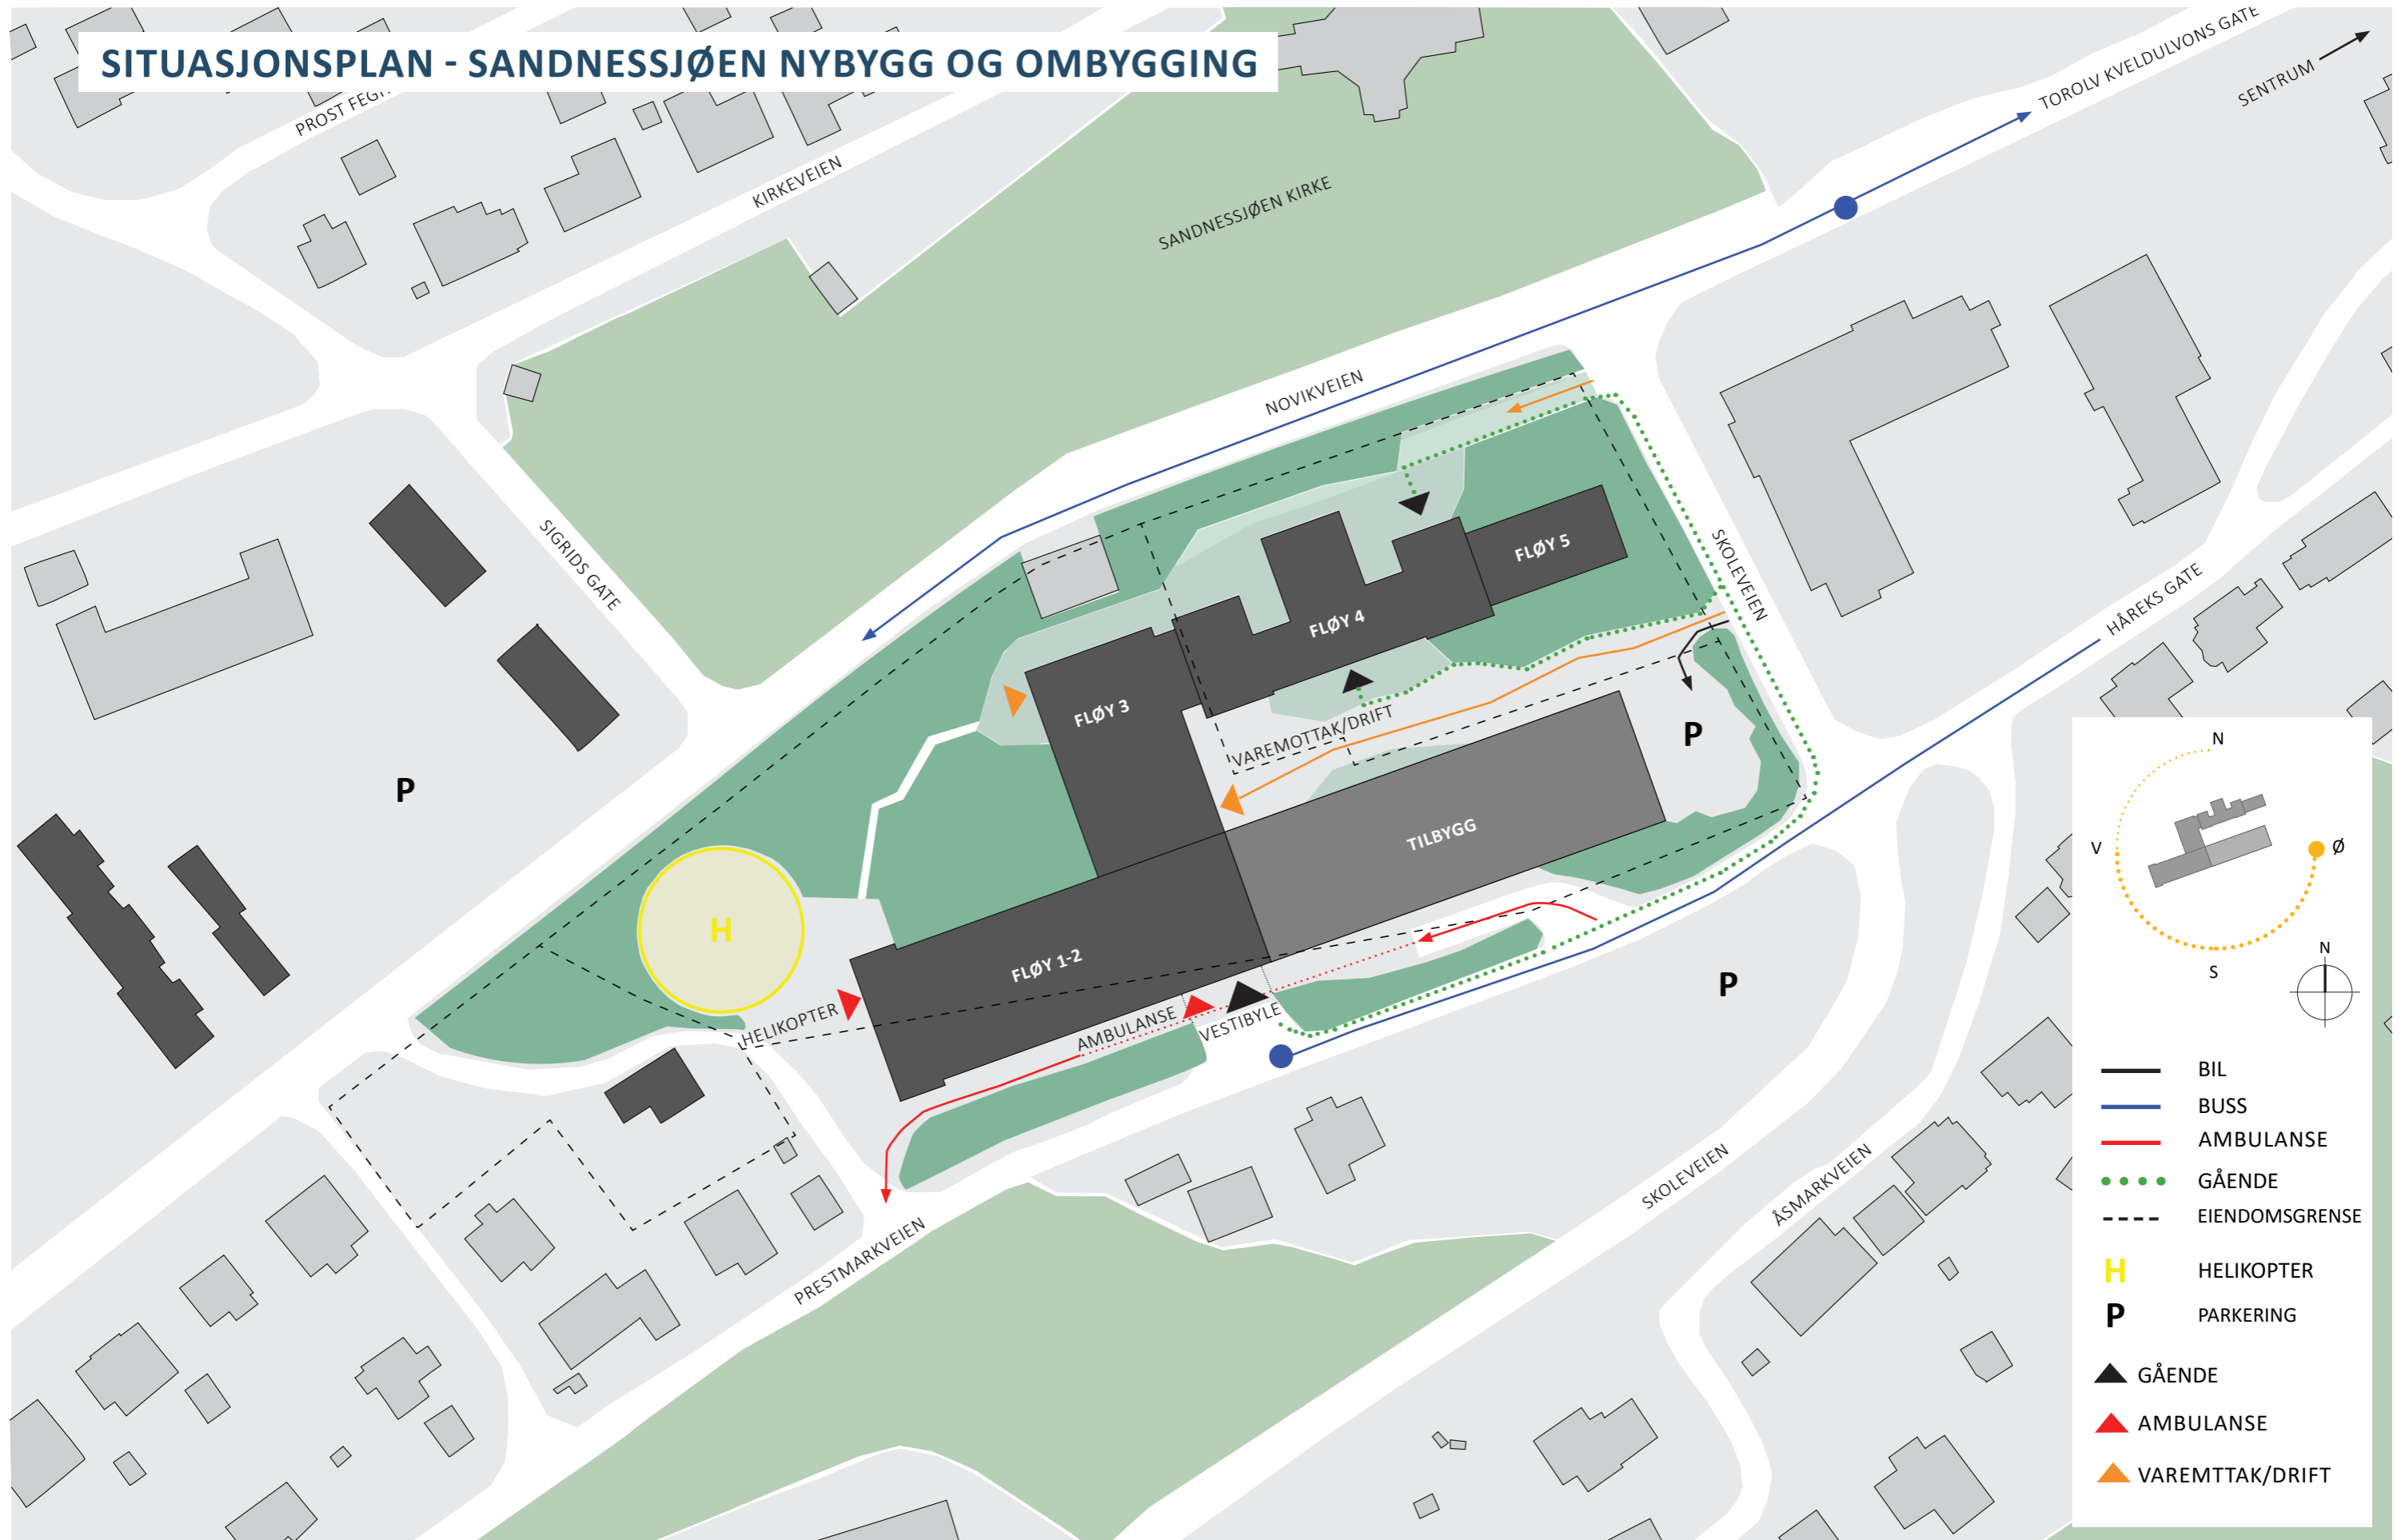 SITUASJONSPLAN - SANDNESSJØEN NYBYGG OG OMBYGGING
TOROLV KVELDULVONS GATE
SENTRUM
PROST
KIRKEVEIEN
SANDNESSJØEN KIRKE
NOVIKVEIEN
SIGRIDS GATE
SKOLEVEIEN
HÅREKS GATE
FLØY 5
FLØY 4
FLØY 3
VAREMOTTAK/DRIFT
P
P
TILBYGG
H
FLØY 1-2
HELIKOPTER
AMBULANSE
VESTIBYLE
P
PRESTMARKVEIEN
SKOLEVEIEN
ÅSMARKVEIEN
N
V
Ø
S
N
BIL
BUSS
AMBULANSE
GÅENDE
EIENDOMSGRENSE
H HELIKOPTER
P PARKERING
GÅENDE
AMBULANSE
VAREMTTAK/DRIFT